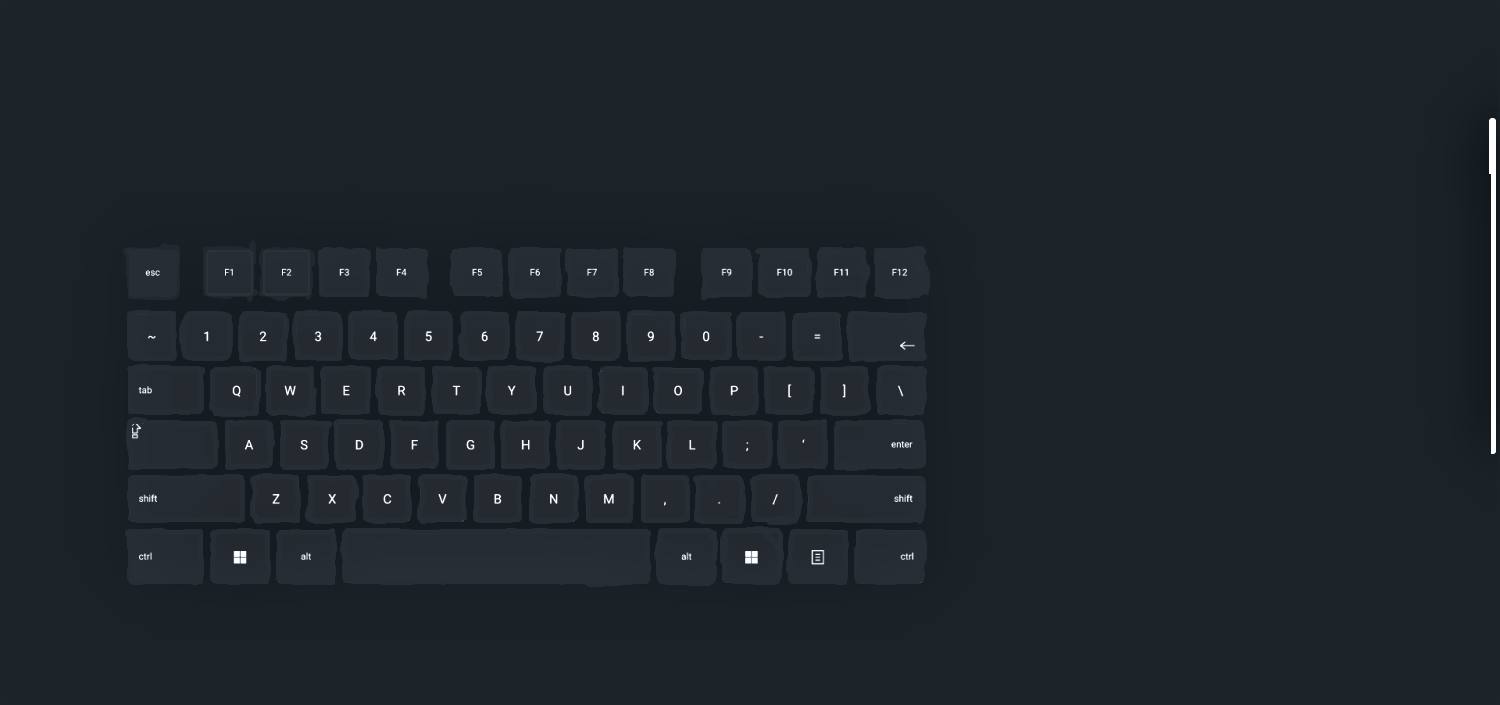 esc F1 F2 F3 F4 F5 F6 F7 F8 F9 F10 F11 F12
~ 1 2 3 4 5 6 7 8 9 0 - = ←
tab Q W E R T Y U I O P [ ] \
A S D F G H J K L ; ‘ enter
shift Z X C V B N M , . / shift
ctrl alt alt ctrl